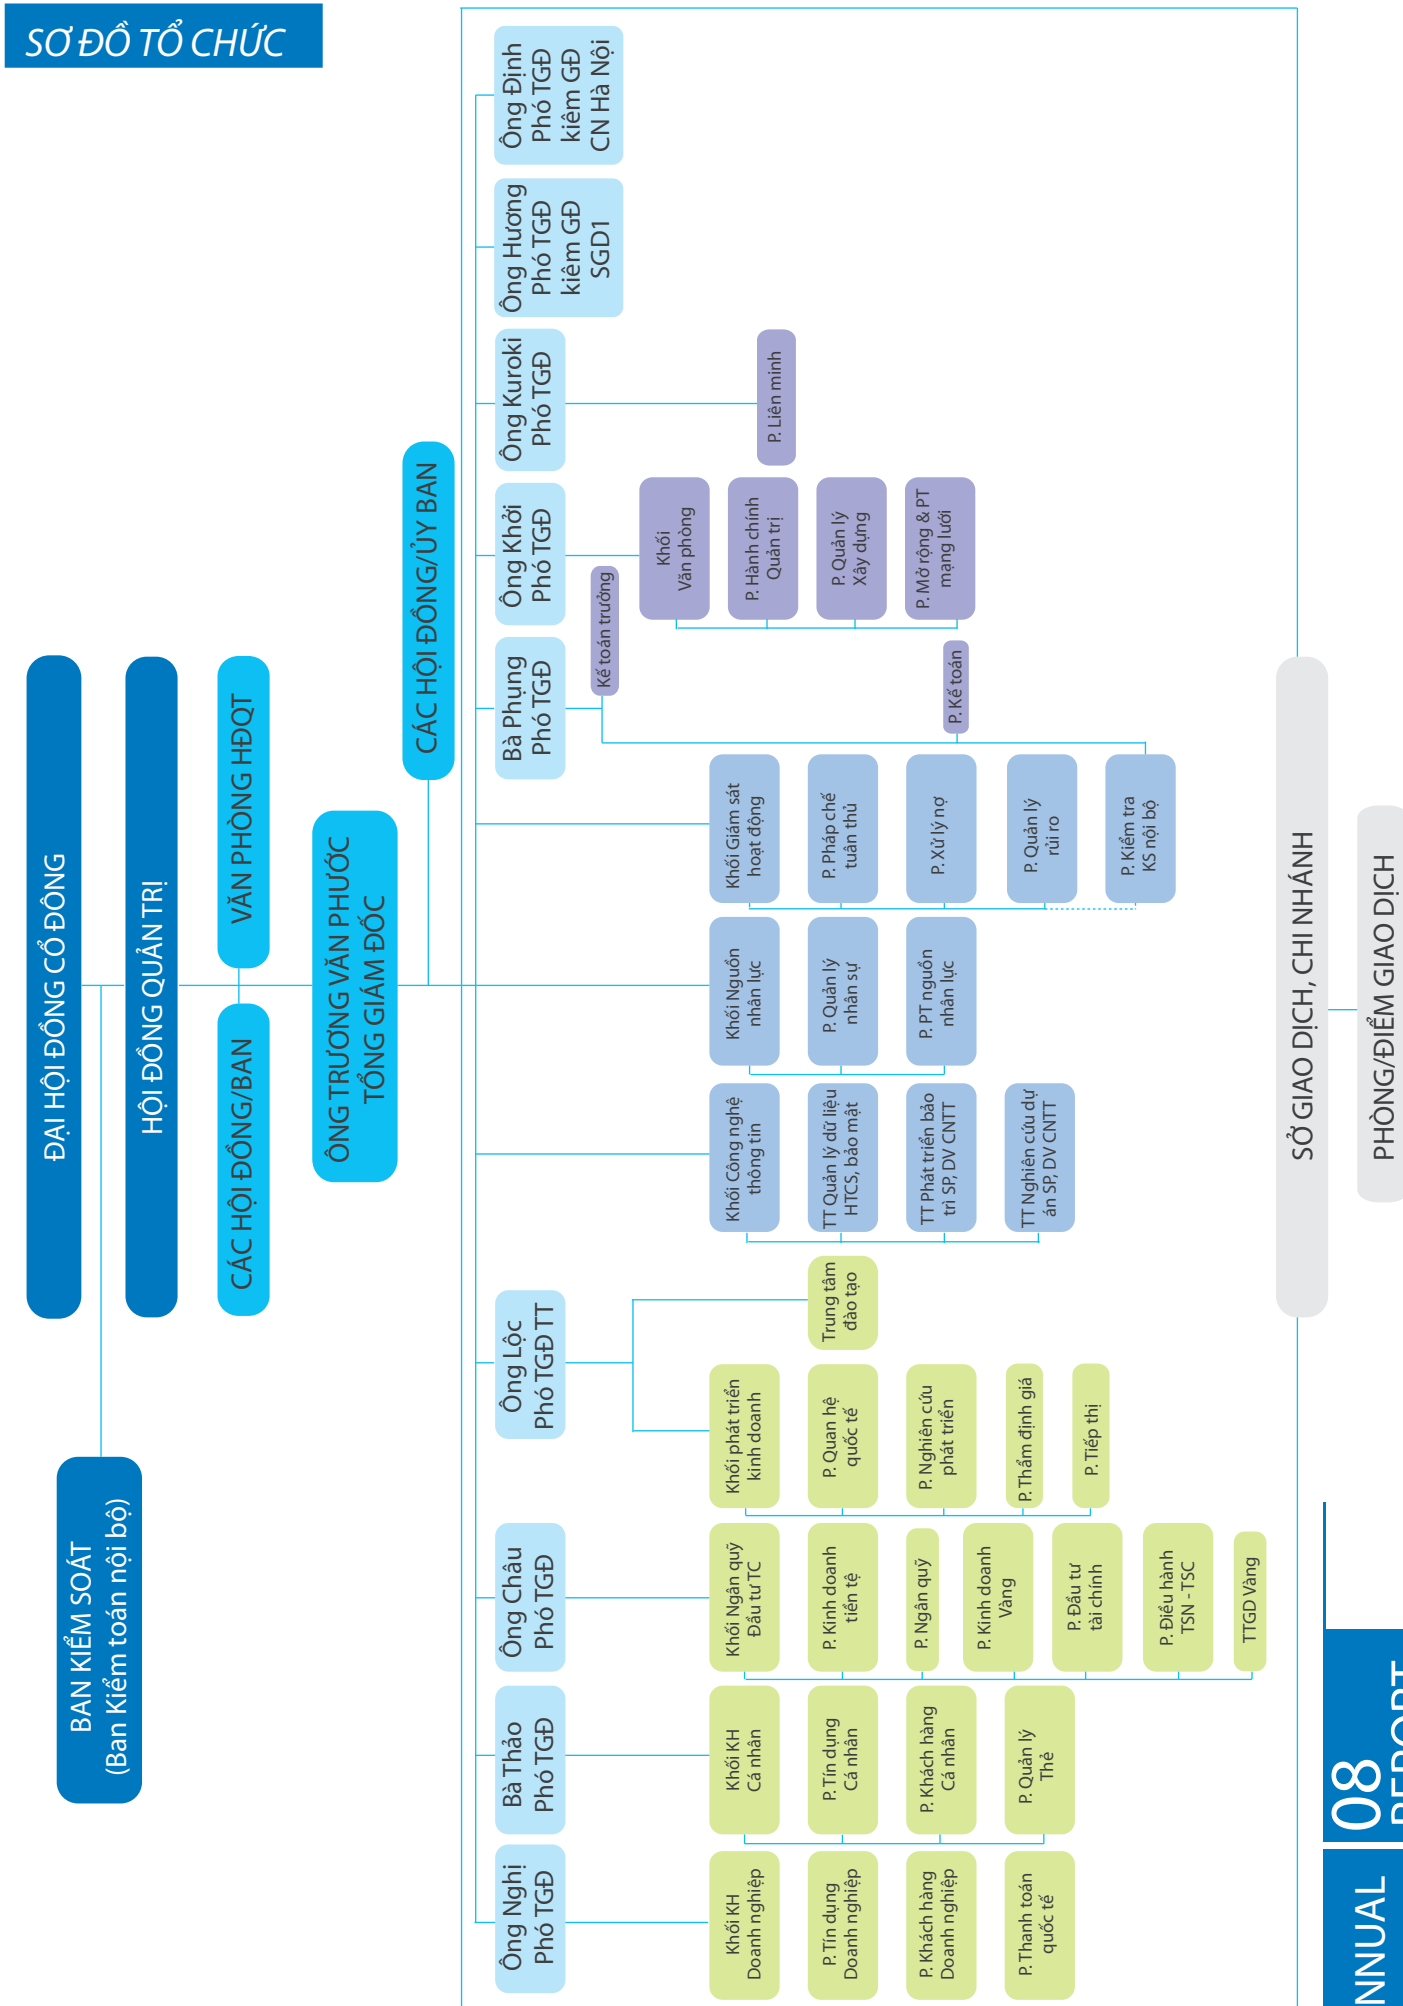 SƠ ĐỒ TỔ CHỨC
ĐẠI HỘI ĐỒNG CỔ ĐÔNG
BAN KIỂM SOÁT
(Ban Kiểm toán nội bộ)
HỘI ĐỒNG QUẢN TRỊ
CÁC HỘI ĐỒNG/BAN
VĂN PHÒNG HĐQT
ÔNG TRƯƠNG VĂN PHƯỚC
TỔNG GIÁM ĐỐC
CÁC HỘI ĐỒNG/ỦY BAN
Ông Nghị
Phó TGĐ
Khối KH
Doanh nghiệp
P. Tín dụng
Doanh nghiệp
P. Khách hàng
Doanh nghiệp
P. Thanh toán
quốc tế
Bà Thảo
Phó TGĐ
Khối KH
Cá nhân
P. Tín dụng
Cá nhân
P. Khách hàng
Cá nhân
P. Quản lý
Thẻ
Ông Châu
Phó TGĐ
Khối Ngân quỹ
Đầu tư TC
P. Kinh doanh
tiền tệ
P. Ngân quỹ
P. Kinh doanh
Vàng
P. Đầu tư
tài chính
P. Điều hành
TSN - TSC
TTGD Vàng
Ông Lộc
Phó TGĐ TT
Khối phát triển
kinh doanh
P. Quan hệ
quốc tế
P. Nghiên cứu
phát triển
P. Thẩm định giá
P. Tiếp thị
Trung tâm
đào tạo
Khối Công nghệ
thông tin
TT Quản lý dữ liệu
HTCS, bảo mật
TT Phát triển bảo
trì SP, DV CNTT
TT Nghiên cứu dự
án SP, DV CNTT
Khối Nguồn
nhân lực
P. Quản lý
nhân sự
P. PT nguồn
nhân lực
Khối Giám sát
hoạt động
P. Pháp chế
tuân thủ
P. Xử lý nợ
P. Quản lý
rủi ro
P. Kiểm tra
KS nội bộ
Bà Phụng
Phó TGĐ
Kế toán trưởng
P. Kế toán
Ông Khởi
Phó TGĐ
Khối
Văn phòng
P. Hành chính
Quản trị
P. Quản lý
Xây dựng
P. Mở rộng & PT
mạng lưới
Ông Kuroki
Phó TGĐ
P. Liên minh
Ông Hương
Phó TGĐ
kiêm GĐ
SGD1
Ông Định
Phó TGĐ
kiêm GĐ
CN Hà Nội
SỞ GIAO DỊCH, CHI NHÁNH
PHÒNG/ĐIỂM GIAO DỊCH
NNUAL
08
REPORT